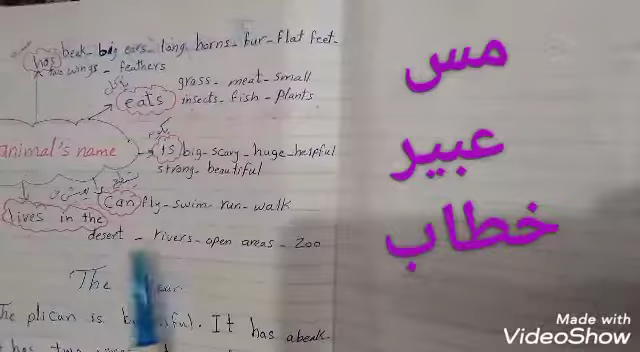 has beak - big ears - long horns - fur - flat feet -
two wings - feathers
eats grass - meat - small
insects - fish - plants
animal's name
is big - scary - huge - helpful
strong - beautiful
can fly - swim - run - walk
lives in the
desert - rivers - open areas - zoo
The
The plican is. It has a beak
has two
مس
عبير
خطاب
Made with
VideoShow